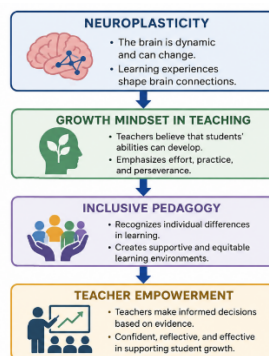 NEUROPLASTICITY
• The brain is dynamic
and can change.
• Learning experiences
shape brain connections.
GROWTH MINDSET IN TEACHING
• Teachers believe that students'
abilities can develop.
• Emphasizes effort, practice,
and perseverance.
INCLUSIVE PEDAGOGY
• Recognizes individual differences
in learning.
• Creates supportive and equitable
learning environments.
TEACHER EMPOWERMENT
• Teachers make informed decisions
based on evidence.
• Confident, reflective, and effective
in supporting student growth.